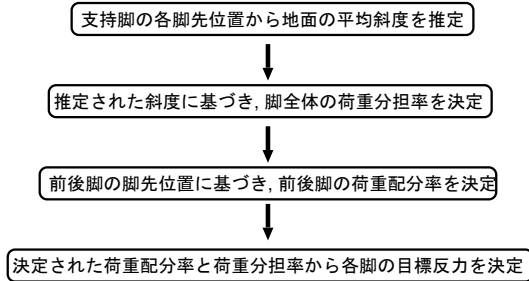 支持脚の各脚先位置から地面の平均斜度を推定
推定された斜度に基づき, 脚全体の荷重分担率を決定
前後脚の脚先位置に基づき, 前後脚の荷重配分率を決定
決定された荷重配分率と荷重分担率から各脚の目標反力を決定